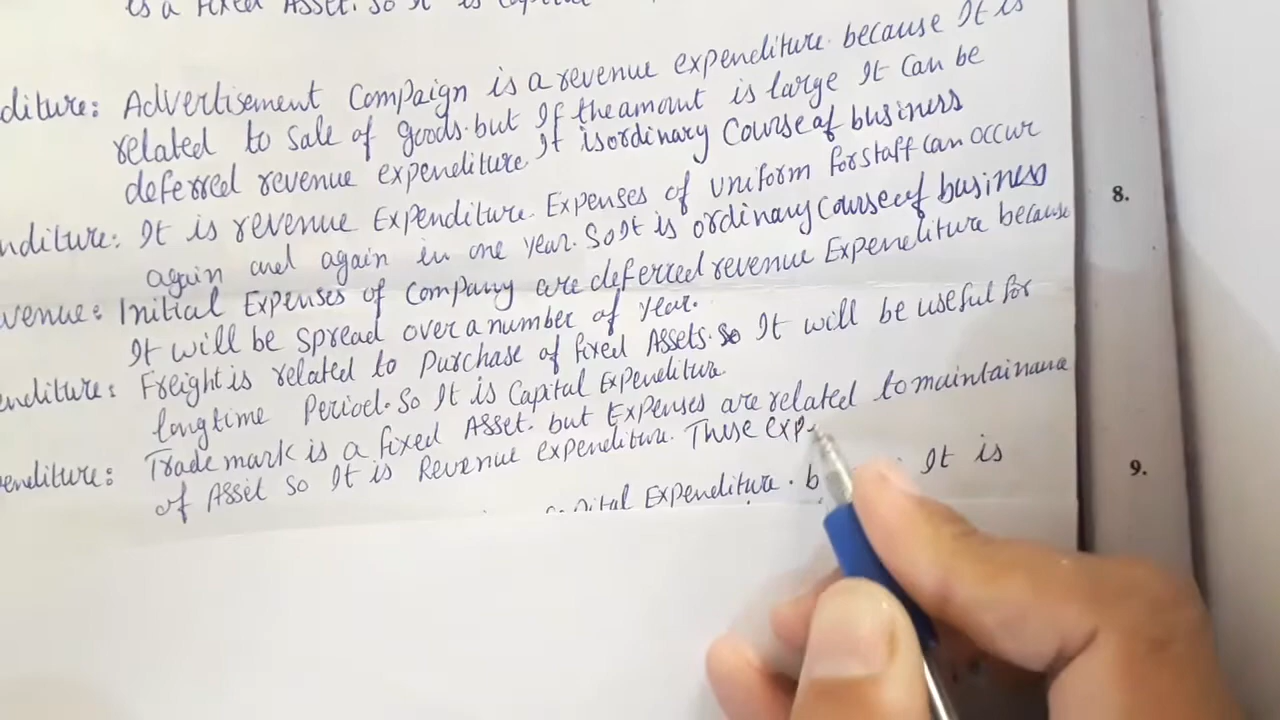 is a Fixed Asset. So It is Capital
diture: Advertisement Compaign is a revenue expenditure. because It is
related to Sale of goods. but If the amount is large It Can be
deferred revenue expenditure. It is ordinary Course of business
nditure: It is revenue Expenditure. Expenses of uniform for staff Can occur
again and again in one year. So It is ordinary Course of business
venue: Initial Expenses of Company are deferred revenue Expenditure because
It will be spread over a number of year.
enditure: Freight is related to Purchase of fixed Assets. So It will be useful for
long time Period. So It is Capital Expenditure.
penditure: Trade mark is a fixed Asset. but Expenses are related to maintainance
of Asset So It is Revenue expenditure. These exp
Capital Expenditure. b It is
8.
9.